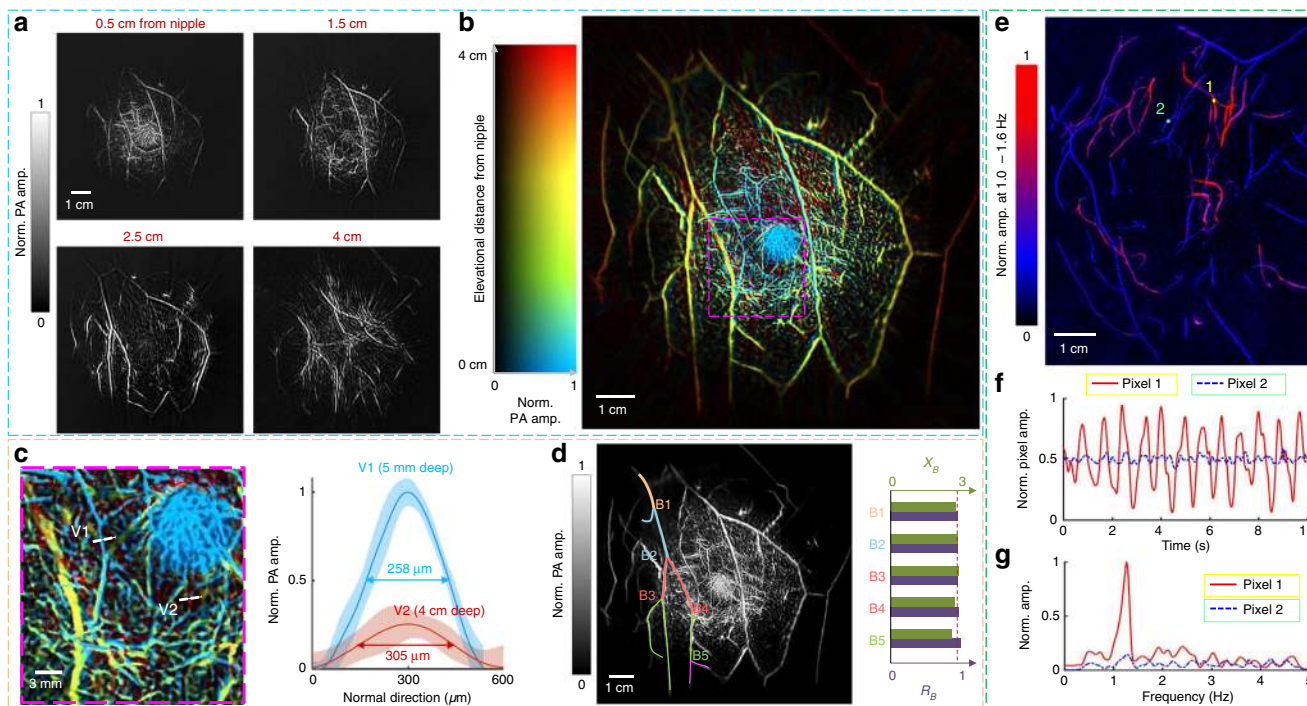 a
0.5 cm from nipple
1.5 cm
1
Norm. PA amp.
0
1 cm
2.5 cm
4 cm
b
4 cm
Elevational distance from nipple
0 cm
0
1
Norm.
PA amp.
1 cm
c
V1
V2
3 mm
V1 (5 mm deep)
258 μm
V2 (4 cm deep)
305 μm
Norm. PA amp.
1
0.5
0
0
300
600
Normal direction (μm)
d
1
Norm. PA amp.
0
B1
B2
B3
B4
B5
1 cm
X_B
0
3
B1
B2
B3
B4
B5
0
1
R_B
e
1
Norm. amp. at 1.0 – 1.6 Hz
0
1
2
1 cm
f
Pixel 1
Pixel 2
Norm. pixel amp.
1
0.5
0
0
2
4
6
8
Time (s)
g
Pixel 1
Pixel 2
Norm. amp.
1
0.5
0
0
1
2
3
4
5
Frequency (Hz)